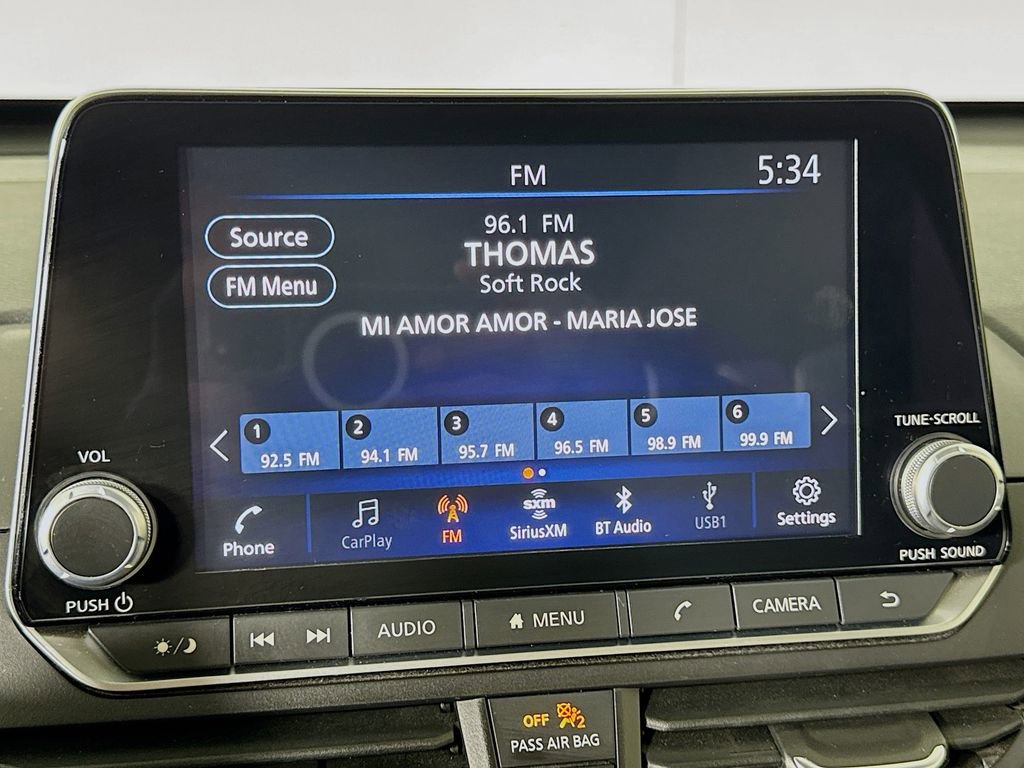 FM
5:34
Source
FM Menu
96.1 FM
THOMAS
Soft Rock
MI AMOR AMOR - MARIA JOSE
1 92.5 FM
2 94.1 FM
3 95.7 FM
4 96.5 FM
5 98.9 FM
6 99.9 FM
Phone
CarPlay
FM
sxm
SiriusXM
BT Audio
USB1
Settings
VOL
PUSH
TUNE·SCROLL
PUSH SOUND
AUDIO
MENU
CAMERA
OFF 2
PASS AIR BAG